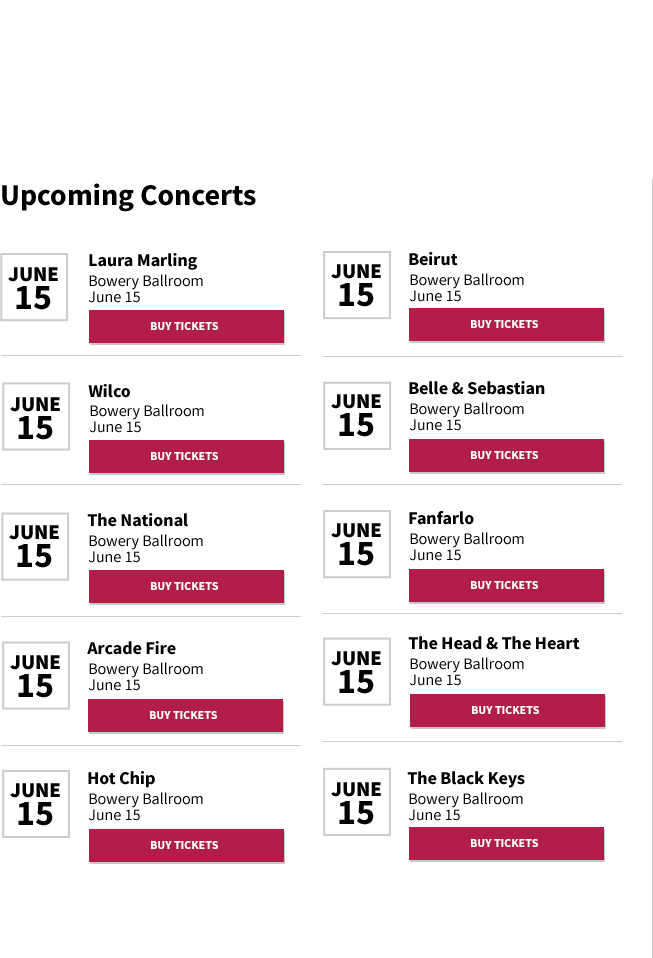 Upcoming Concerts
JUNE
15
Laura Marling
Bowery Ballroom
June 15
BUY TICKETS
JUNE
15
Beirut
Bowery Ballroom
June 15
BUY TICKETS
JUNE
15
Wilco
Bowery Ballroom
June 15
BUY TICKETS
JUNE
15
Belle & Sebastian
Bowery Ballroom
June 15
BUY TICKETS
JUNE
15
The National
Bowery Ballroom
June 15
BUY TICKETS
JUNE
15
Fanfarlo
Bowery Ballroom
June 15
BUY TICKETS
JUNE
15
Arcade Fire
Bowery Ballroom
June 15
BUY TICKETS
JUNE
15
The Head & The Heart
Bowery Ballroom
June 15
BUY TICKETS
JUNE
15
Hot Chip
Bowery Ballroom
June 15
BUY TICKETS
JUNE
15
The Black Keys
Bowery Ballroom
June 15
BUY TICKETS